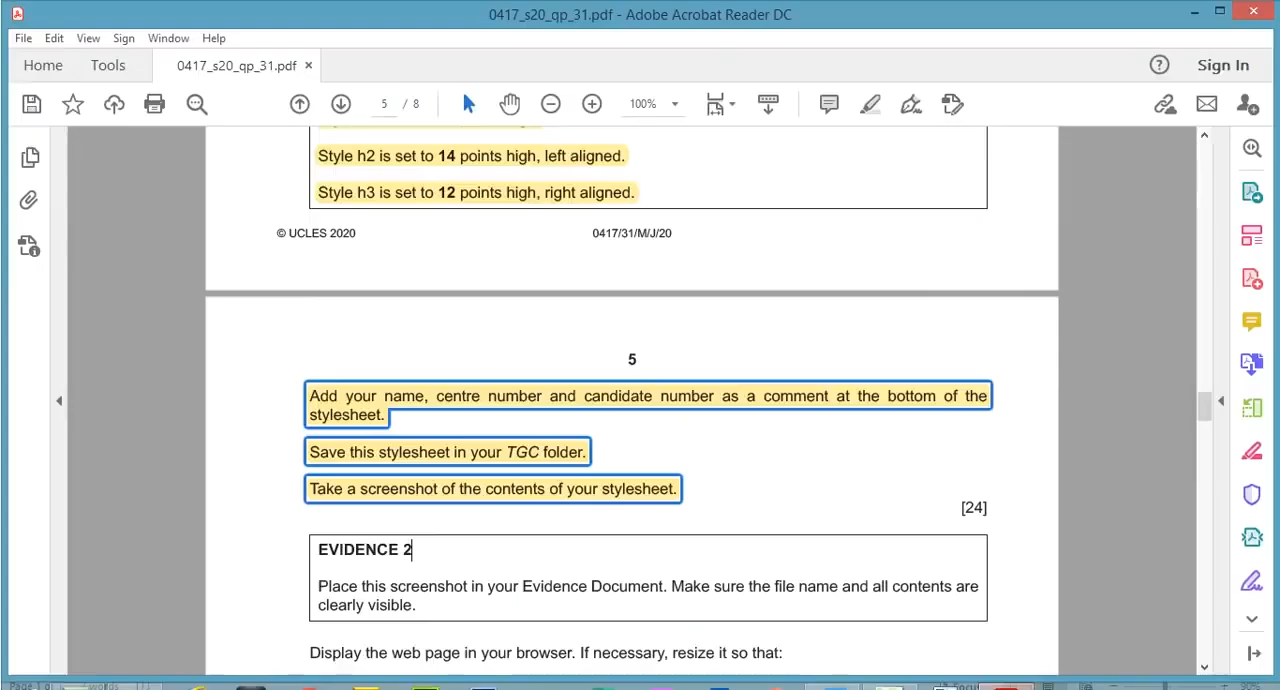 0417_s20_qp_31.pdf - Adobe Acrobat Reader DC
File Edit View Sign Window Help
Home Tools 0417_s20_qp_31.pdf × Sign In
5 / 8 100%
Style h2 is set to 14 points high, left aligned.
Style h3 is set to 12 points high, right aligned.
© UCLES 2020 0417/31/M/J/20
5
Add your name, centre number and candidate number as a comment at the bottom of the
stylesheet.
Save this stylesheet in your TGC folder.
Take a screenshot of the contents of your stylesheet.
[24]
EVIDENCE 2
Place this screenshot in your Evidence Document. Make sure the file name and all contents are
clearly visible.
Display the web page in your browser. If necessary, resize it so that: